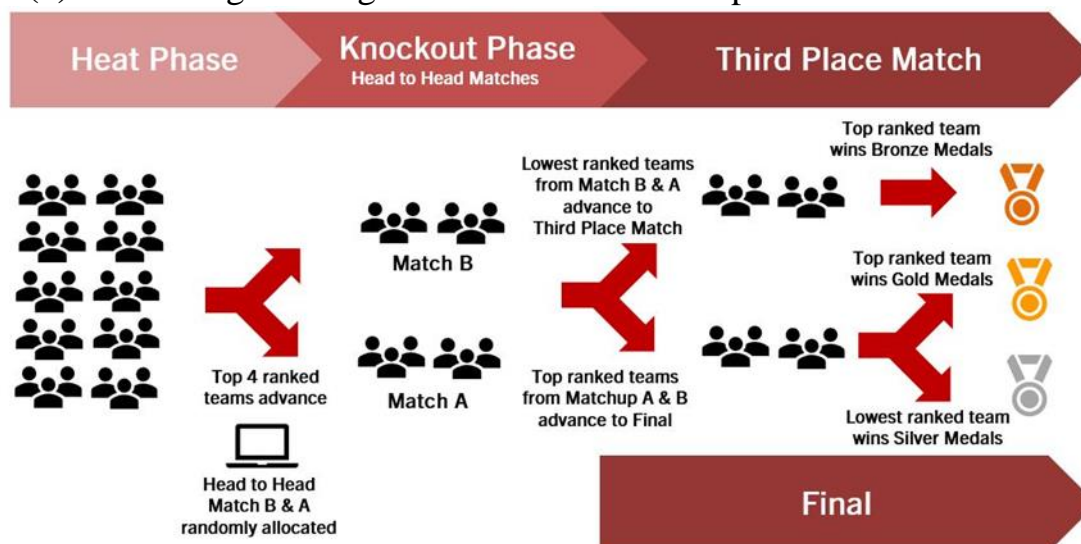 Heat Phase
Knockout Phase
Head to Head Matches
Third Place Match
Top 4 ranked
teams advance
Head to Head
Match B & A
randomly allocated
Match B
Match A
Lowest ranked teams
from Match B & A
advance to
Third Place Match
Top ranked teams
from Matchup A & B
advance to Final
Top ranked team
wins Bronze Medals
Top ranked team
wins Gold Medals
Lowest ranked team
wins Silver Medals
Final